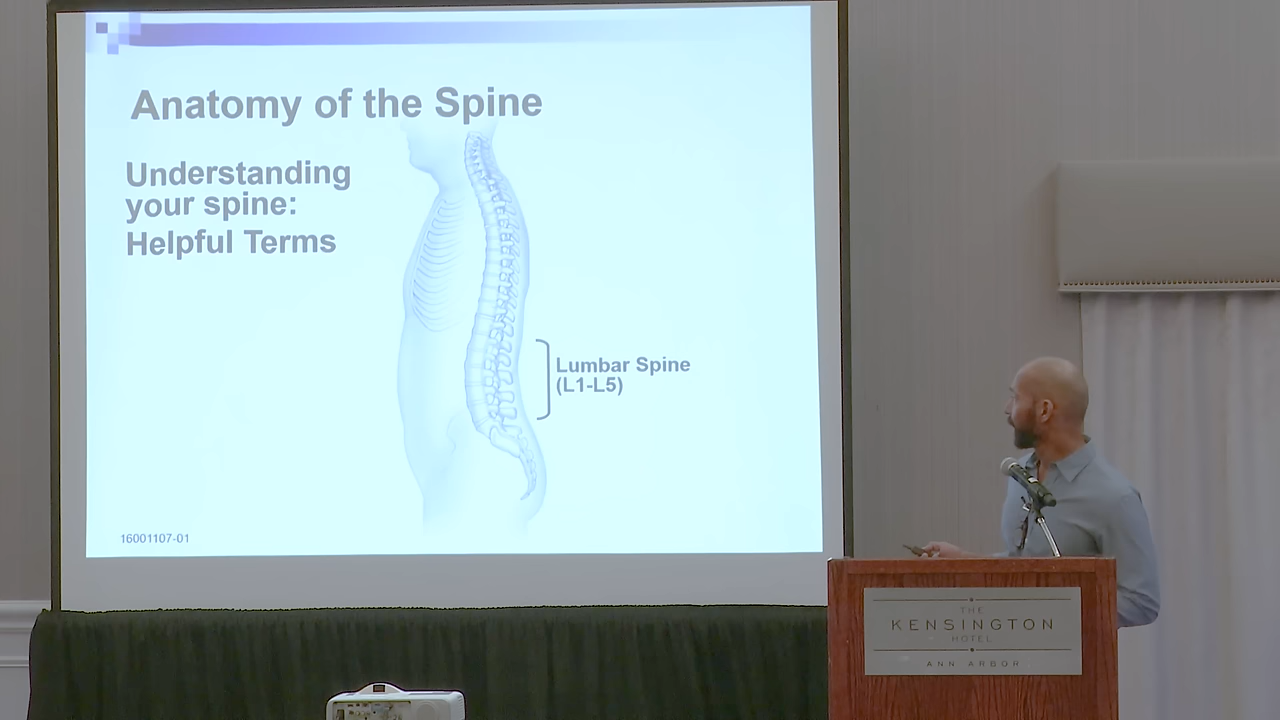 Anatomy of the Spine
Understanding
your spine:
Helpful Terms
Lumbar Spine
(L1-L5)
16001107-01
THE
KENSINGTON
HOTEL
ANN ARBOR